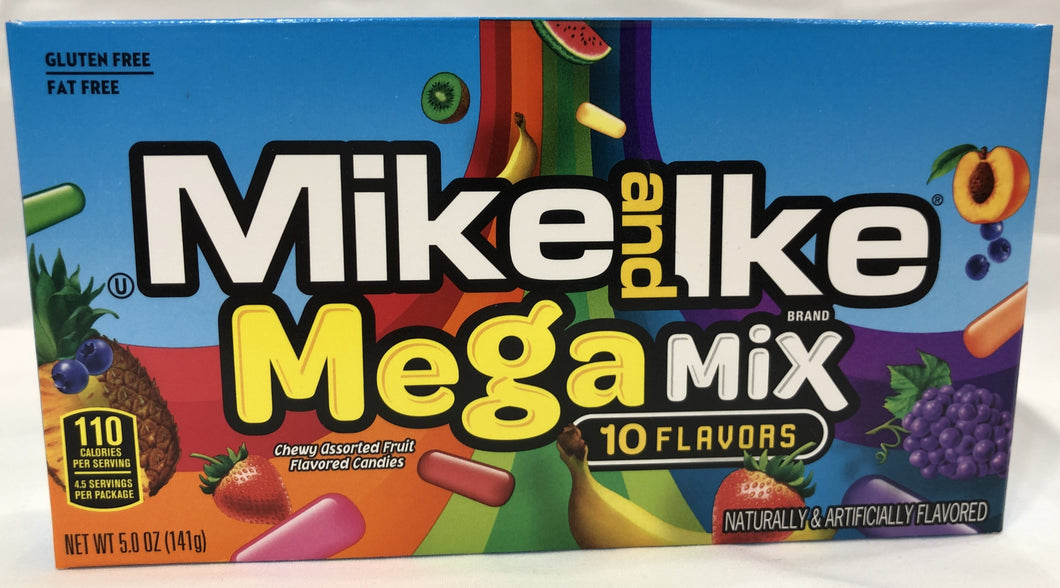 GLUTEN FREE
FAT FREE
Mike and Ike®
BRAND
Ⓤ
Mega Mix
10 FLAVORS
Chewy Assorted Fruit
Flavored Candies
110
CALORIES
PER SERVING
4.5 SERVINGS
PER PACKAGE
NET WT 5.0 OZ (141g)
NATURALLY & ARTIFICIALLY FLAVORED